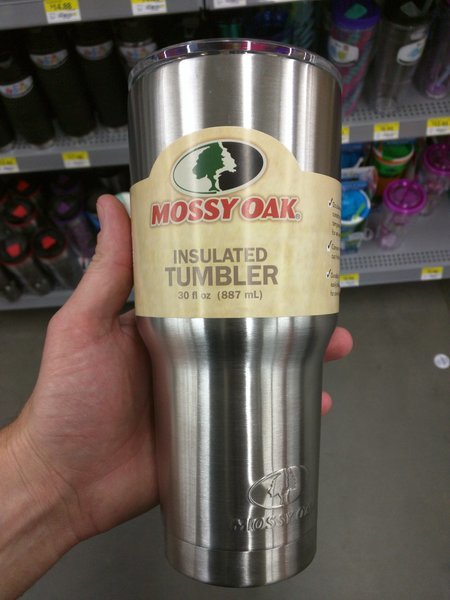 MOSSY OAK®
INSULATED
TUMBLER
30 fl oz (887 mL)
MOSSY OAK